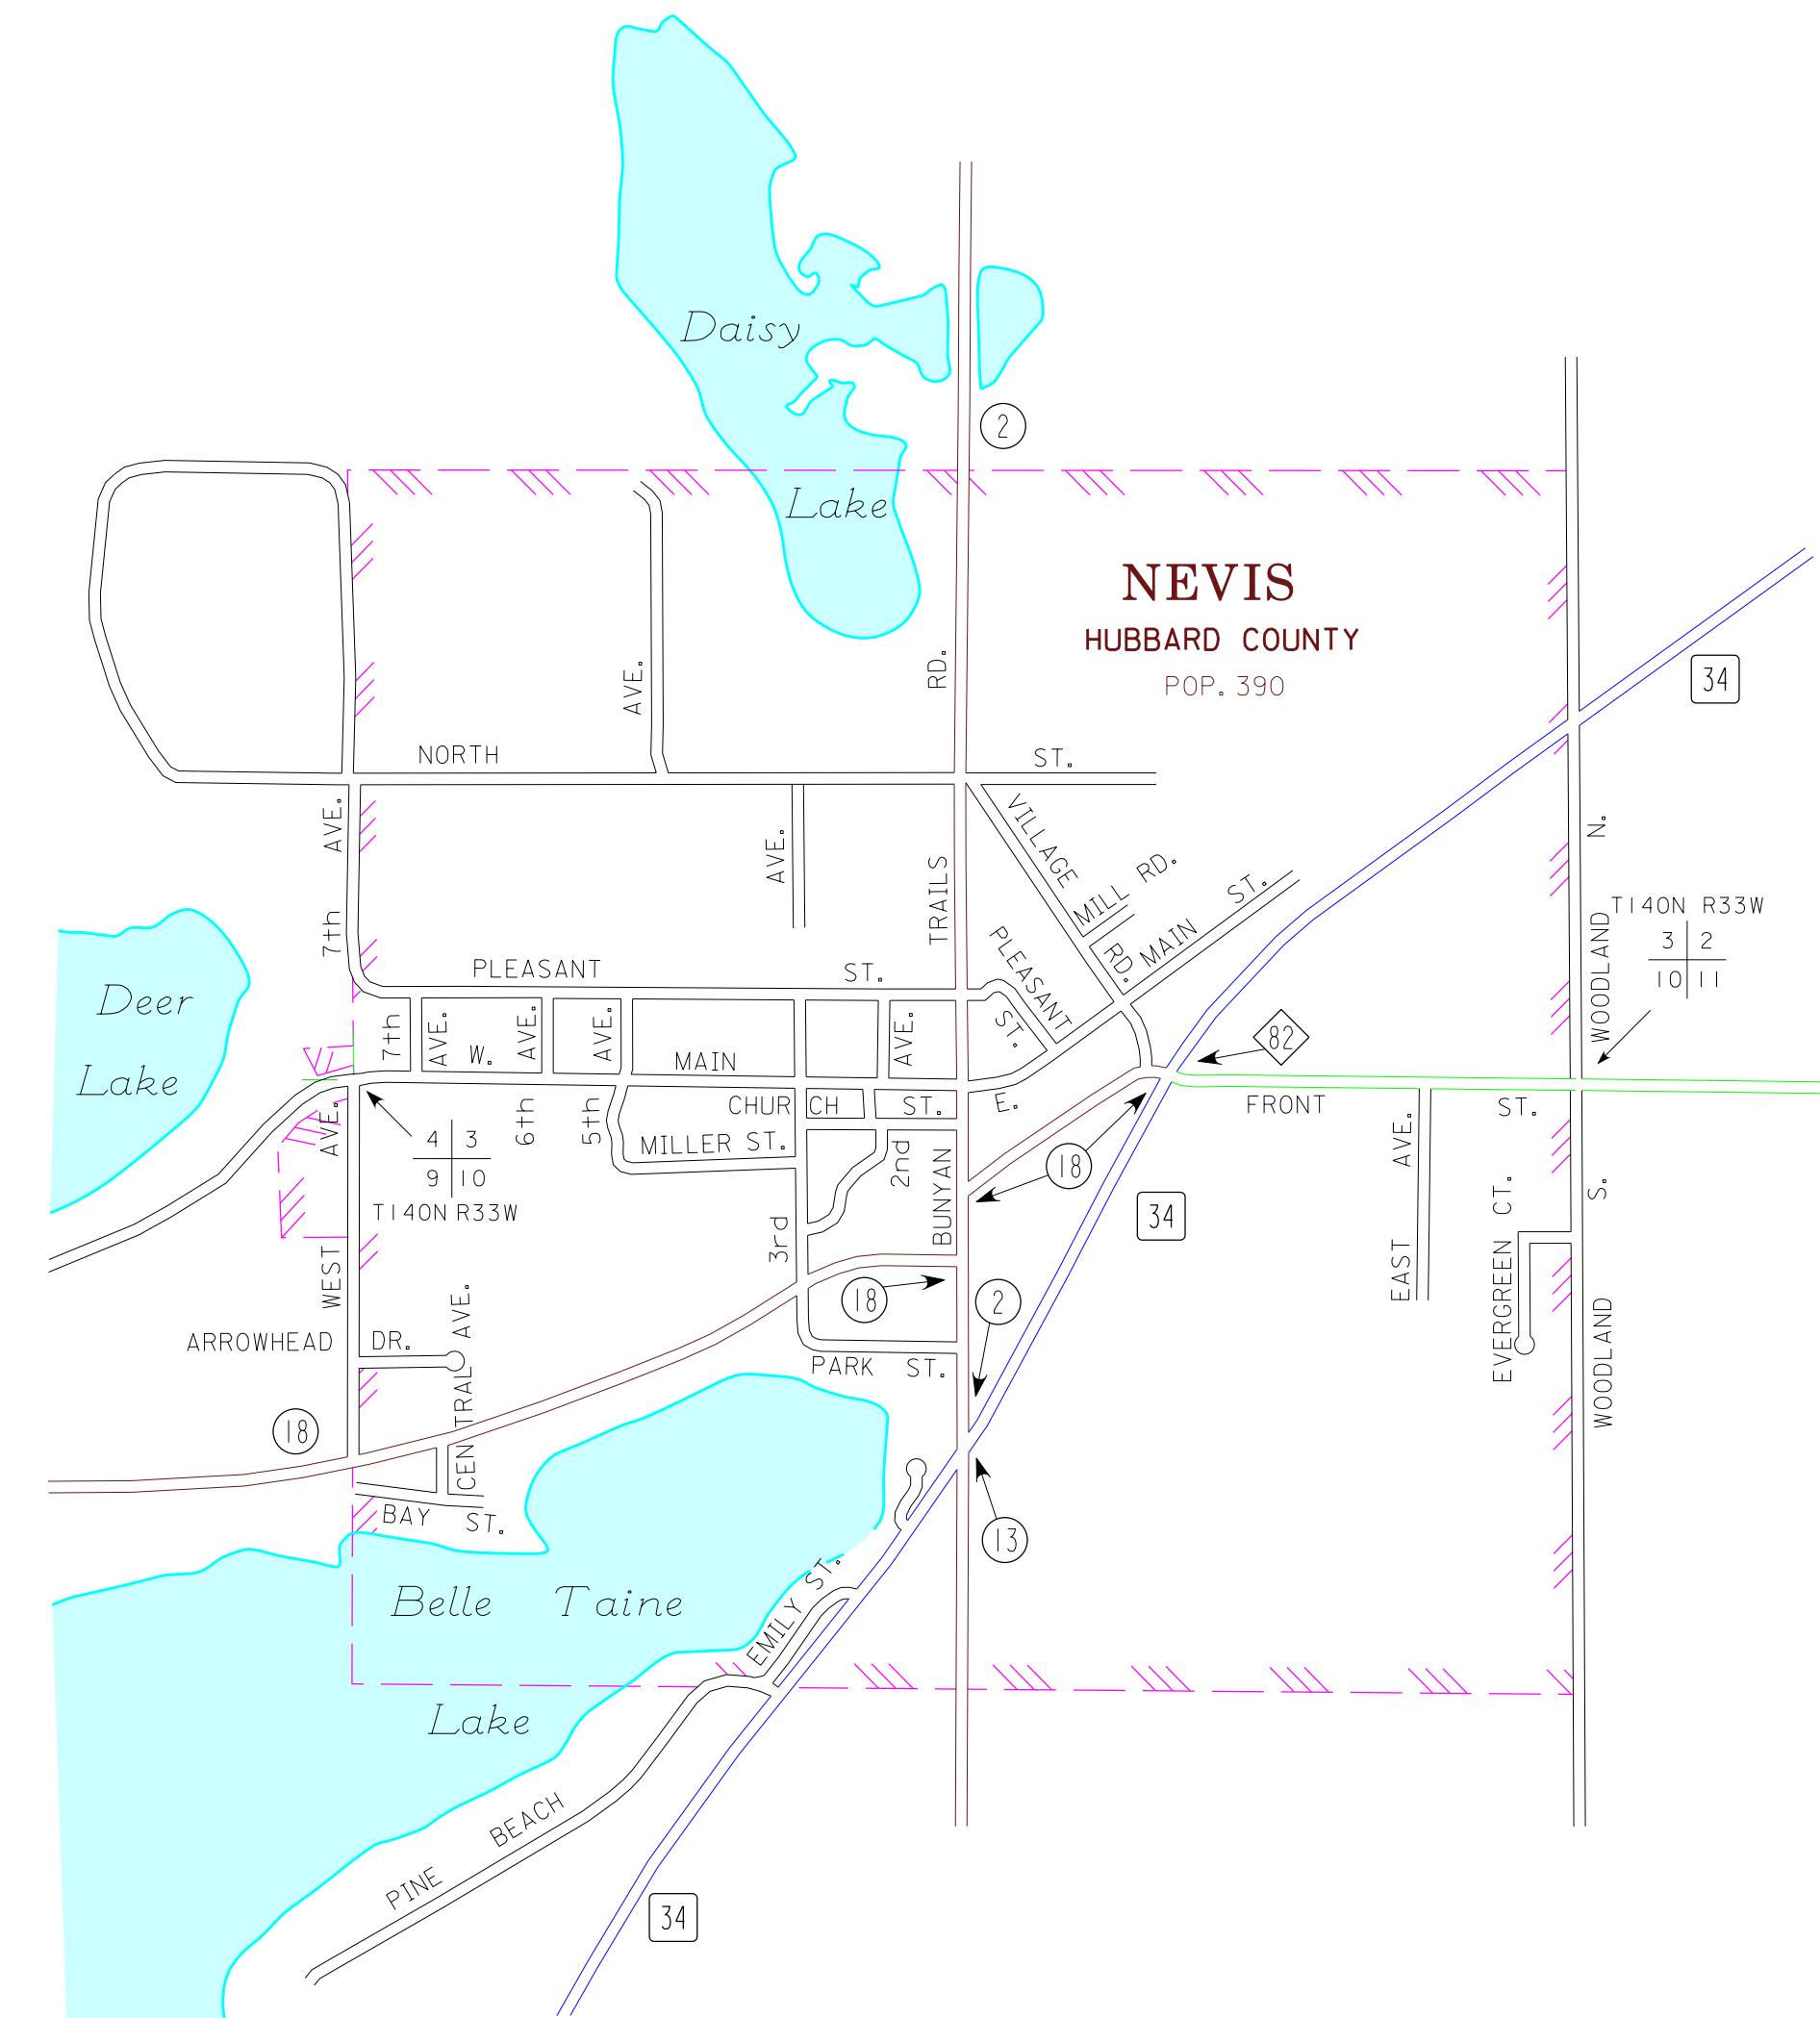 Daisy
Lake
2
NEVIS
HUBBARD COUNTY
POP. 390
34
AVE.
RD.
NORTH ST.
7th AVE.
AVE.
TRAILS
VILLAGE
RD.
MILL RD.
MAIN ST.
N.
WOODLAND
T140N R33W
3 2
10 11
Deer
Lake
PLEASANT ST.
PLEASANT
ST.
7th
AVE.
W.
AVE.
AVE.
MAIN
AVE.
82
AVE.
6th
5th
CHUR CH ST.
E.
FRONT ST.
4 3
9 10
T140N R33W
MILLER ST.
2nd
BUNYAN
18
34
EAST AVE.
EVERGREEN CT.
S.
WOODLAND
WEST
3rd
18
2
ARROWHEAD DR.
CEN TRAL AVE.
PARK ST.
18
BAY ST.
13
Belle Taine
Lake
EMILY ST.
PINE BEACH
34